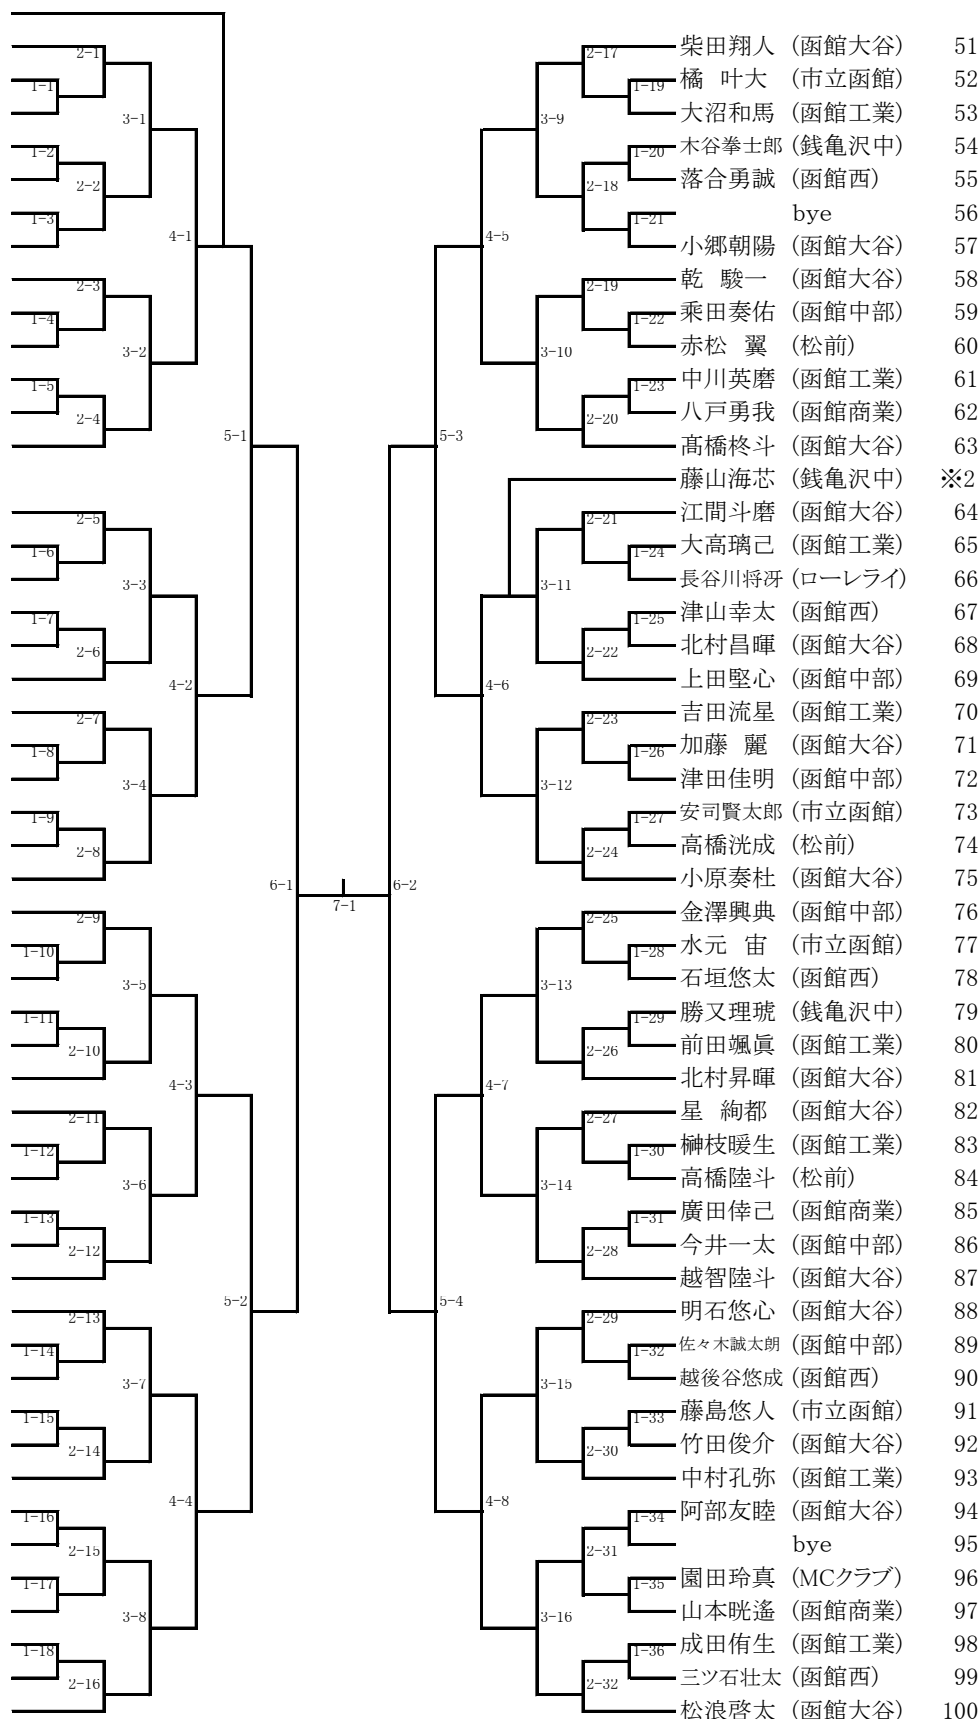 柴田翔人 (函館大谷) 51
2-1 2-17
橘 叶大 (市立函館) 52
1-1 1-19
大沼和馬 (函館工業) 53
3-1 3-9
木谷拳士郎 (銭亀沢中) 54
1-2 1-20
落合勇誠 (函館西) 55
2-2 2-18
bye 56
1-3 1-21
小郷朝陽 (函館大谷) 57
4-1 4-5
乾 駿一 (函館大谷) 58
2-3 2-19
乘田奏佑 (函館中部) 59
1-4 1-22
赤松 翼 (松前) 60
3-2 3-10
中川英磨 (函館工業) 61
1-5 1-23
八戸勇我 (函館商業) 62
2-4 2-20
髙橋柊斗 (函館大谷) 63
5-1 5-3
藤山海芯 (銭亀沢中) ※2
江間斗磨 (函館大谷) 64
2-5 2-21
大高璃己 (函館工業) 65
1-6 1-24
長谷川将冴 (ローレライ) 66
3-3 3-11
津山幸太 (函館西) 67
1-7 1-25
北村昌暉 (函館大谷) 68
2-6 2-22
上田堅心 (函館中部) 69
4-2 4-6
吉田流星 (函館工業) 70
2-7 2-23
加藤 麗 (函館大谷) 71
1-8 1-26
津田佳明 (函館中部) 72
3-4 3-12
安司賢太郎 (市立函館) 73
1-9 1-27
高橋洸成 (松前) 74
2-8 2-24
小原奏杜 (函館大谷) 75
6-1 6-2
7-1
金澤興典 (函館中部) 76
2-9 2-25
水元 宙 (市立函館) 77
1-10 1-28
石垣悠太 (函館西) 78
3-5 3-13
勝又理琥 (銭亀沢中) 79
1-11 1-29
前田颯眞 (函館工業) 80
2-10 2-26
北村昇暉 (函館大谷) 81
4-3 4-7
星 絢都 (函館大谷) 82
2-11 2-27
榊枝暖生 (函館工業) 83
1-12 1-30
高橋陸斗 (松前) 84
3-6 3-14
廣田倖己 (函館商業) 85
1-13 1-31
今井一太 (函館中部) 86
2-12 2-28
越智陸斗 (函館大谷) 87
5-2 5-4
明石悠心 (函館大谷) 88
2-13 2-29
佐々木誠太朗 (函館中部) 89
1-14 1-32
越後谷悠成 (函館西) 90
3-7 3-15
藤島悠人 (市立函館) 91
1-15 1-33
竹田俊介 (函館大谷) 92
2-14 2-30
中村孔弥 (函館工業) 93
4-4 4-8
阿部友睦 (函館大谷) 94
1-16 1-34
bye 95
2-15 2-31
園田玲真 (MCクラブ) 96
1-17 1-35
山本晄遙 (函館商業) 97
3-8 3-16
成田侑生 (函館工業) 98
1-18 1-36
三ツ石壮太 (函館西) 99
2-16 2-32
松浪啓太 (函館大谷) 100